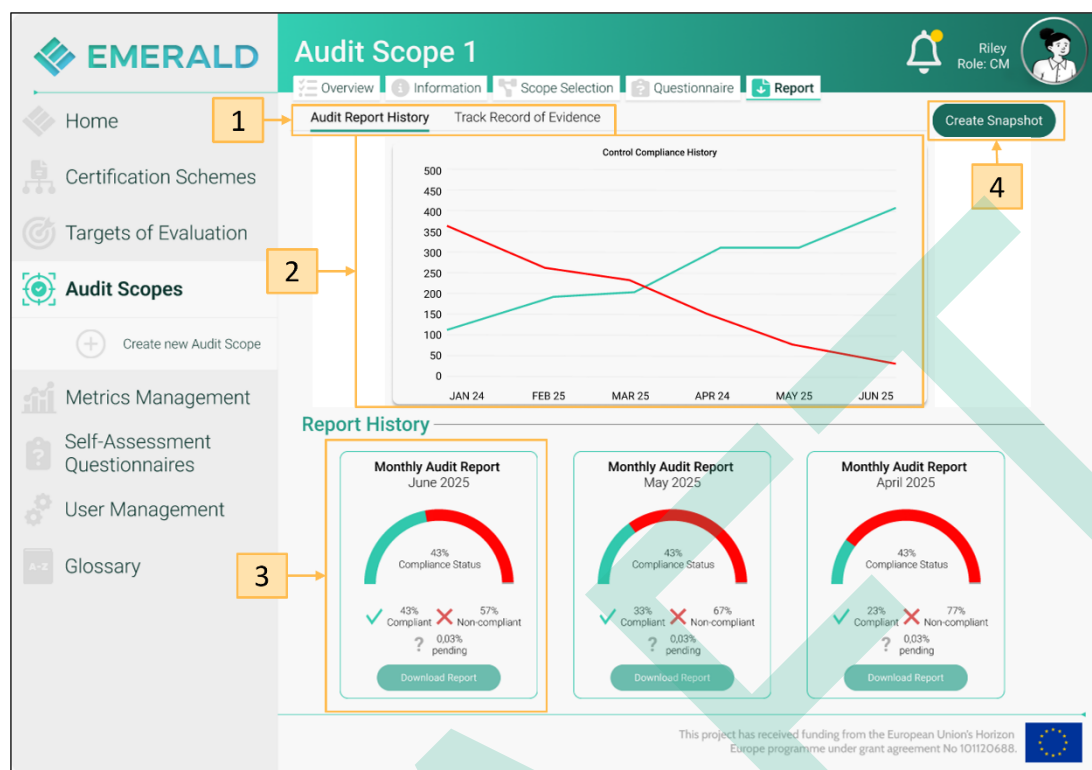 EMERALD
Audit Scope 1
Riley
Role: CM
Overview
Information
Scope Selection
Questionnaire
Report
Home
Certification Schemes
Targets of Evaluation
Audit Scopes
Create new Audit Scope
Metrics Management
Self-Assessment
Questionnaires
User Management
A-Z
Glossary
1
Audit Report History
Track Record of Evidence
Create Snapshot
4
2
Control Compliance History
500
450
400
350
300
250
200
150
100
50
0
JAN 24
FEB 25
MAR 25
APR 24
MAY 25
JUN 25
Report History
3
Monthly Audit Report
June 2025
43%
Compliance Status
43%
Compliant
57%
Non-compliant
?
0,03%
pending
Download Report
Monthly Audit Report
May 2025
43%
Compliance Status
33%
Compliant
67%
Non-compliant
?
0,03%
pending
Download Report
Monthly Audit Report
April 2025
43%
Compliance Status
23%
Compliant
77%
Non-compliant
?
0,03%
pending
Download Report
This project has received funding from the European Union's Horizon
Europe programme under grant agreement No 101120688.